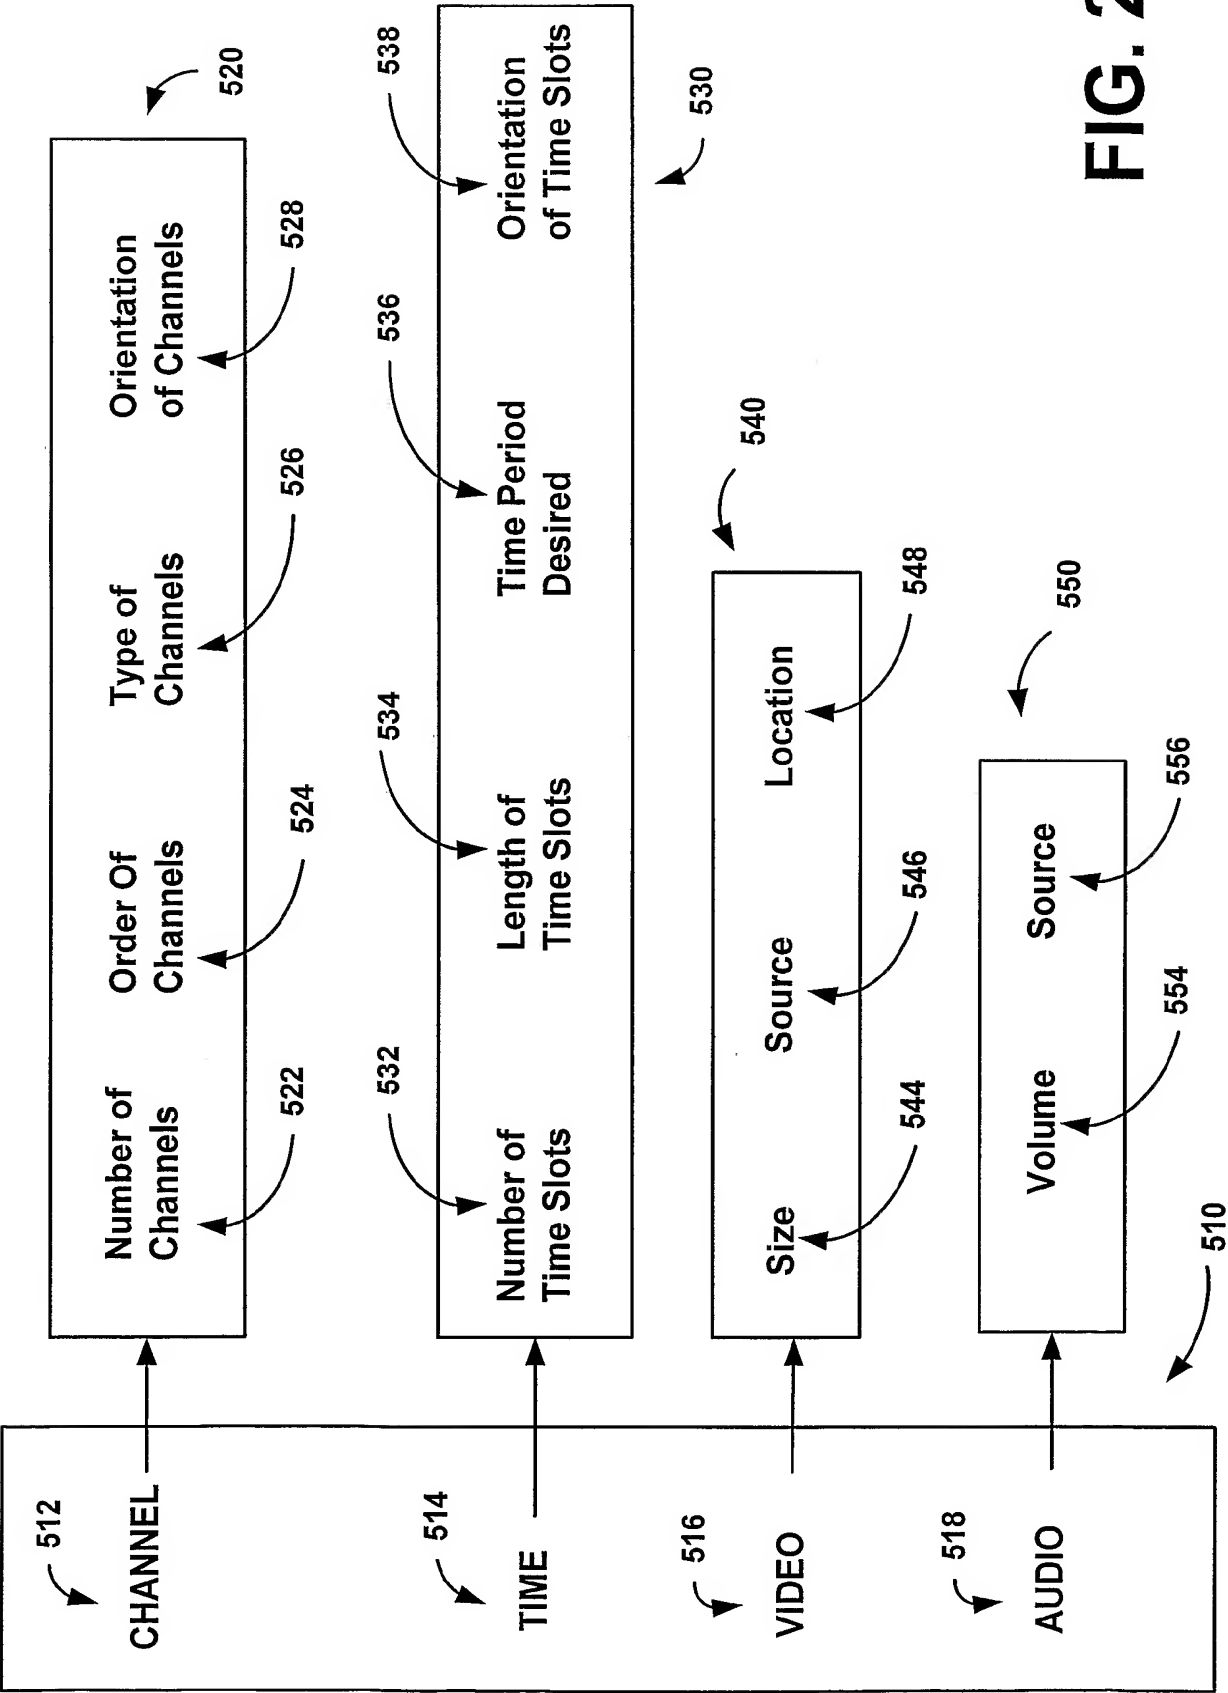 512
CHANNEL
Number of
Channels
522
Order Of
Channels
524
Type of
Channels
526
Orientation
of Channels
528
520
514
TIME
532
Number of
Time Slots
534
Length of
Time Slots
536
Time Period
Desired
538
Orientation
of Time Slots
530
516
VIDEO
Size
544
Source
546
Location
548
540
518
AUDIO
Volume
554
Source
556
550
510
FIG. 2